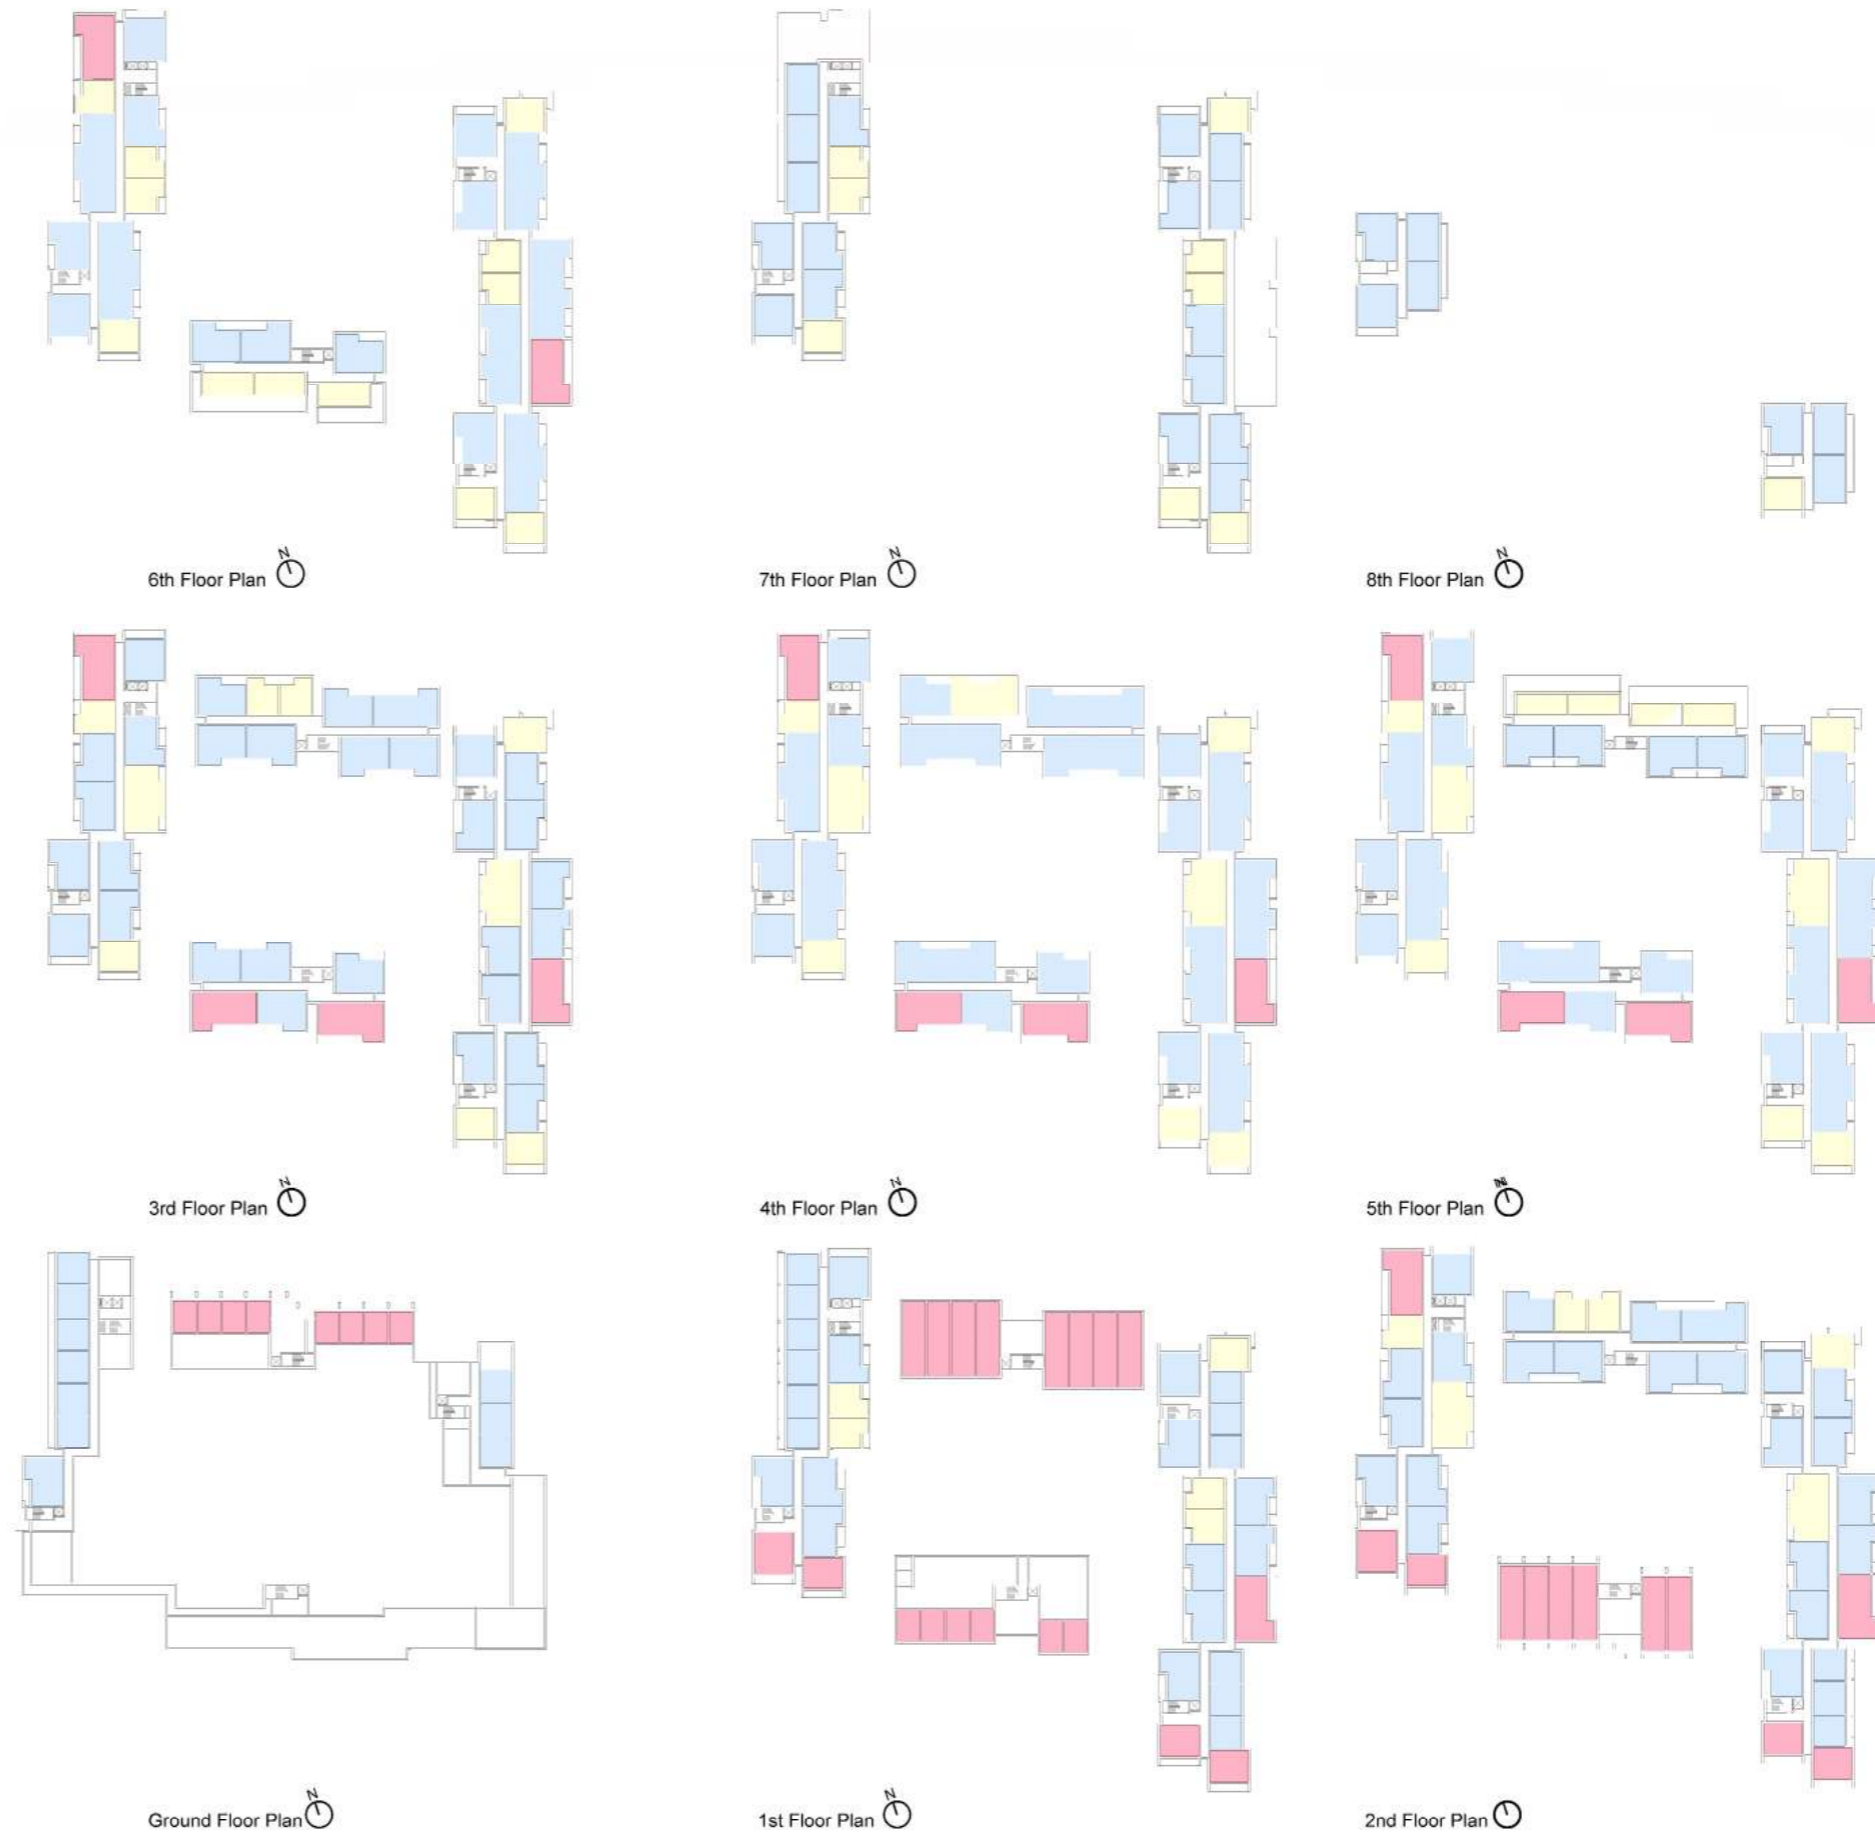 N N N
6th Floor Plan 7th Floor Plan 8th Floor Plan
N N N
3rd Floor Plan 4th Floor Plan 5th Floor Plan
N N
Ground Floor Plan 1st Floor Plan 2nd Floor Plan